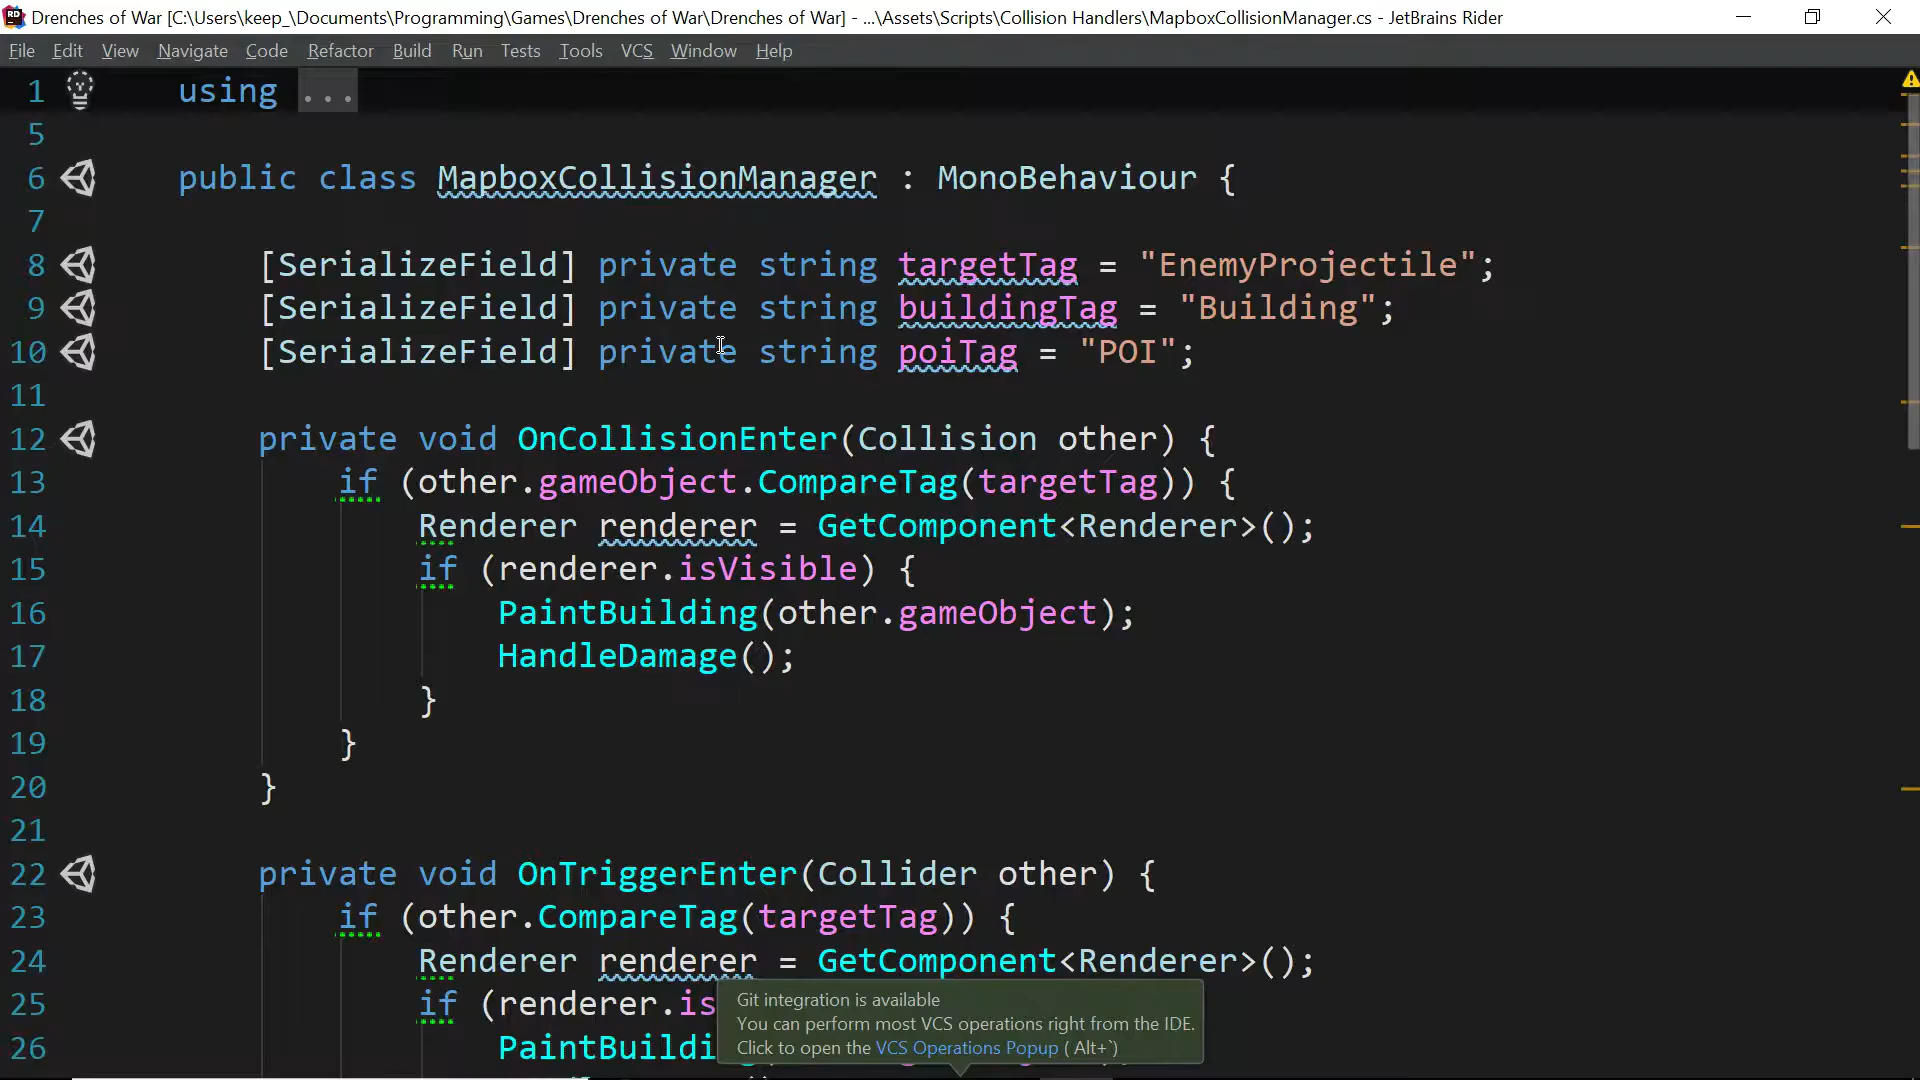 Drenches of War [C:\Users\keep_\Documents\Programming\Games\Drenches of War\Drenches of War] - ...\Assets\Scripts\Collision Handlers\MapboxCollisionManager.cs - JetBrains Rider
File Edit View Navigate Code Refactor Build Run Tests Tools VCS Window Help
1 using ...
5
6 public class MapboxCollisionManager : MonoBehaviour {
7
8 [SerializeField] private string targetTag = "EnemyProjectile";
9 [SerializeField] private string buildingTag = "Building";
10 [SerializeField] private string poiTag = "POI";
11
12 private void OnCollisionEnter(Collision other) {
13 if (other.gameObject.CompareTag(targetTag)) {
14 Renderer renderer = GetComponent<Renderer>();
15 if (renderer.isVisible) {
16 PaintBuilding(other.gameObject);
17 HandleDamage();
18 }
19 }
20 }
21
22 private void OnTriggerEnter(Collider other) {
23 if (other.CompareTag(targetTag)) {
24 Renderer renderer = GetComponent<Renderer>();
25 if (renderer.is
26 PaintBuildi
Git integration is available
You can perform most VCS operations right from the IDE.
Click to open the VCS Operations Popup ( Alt+`)